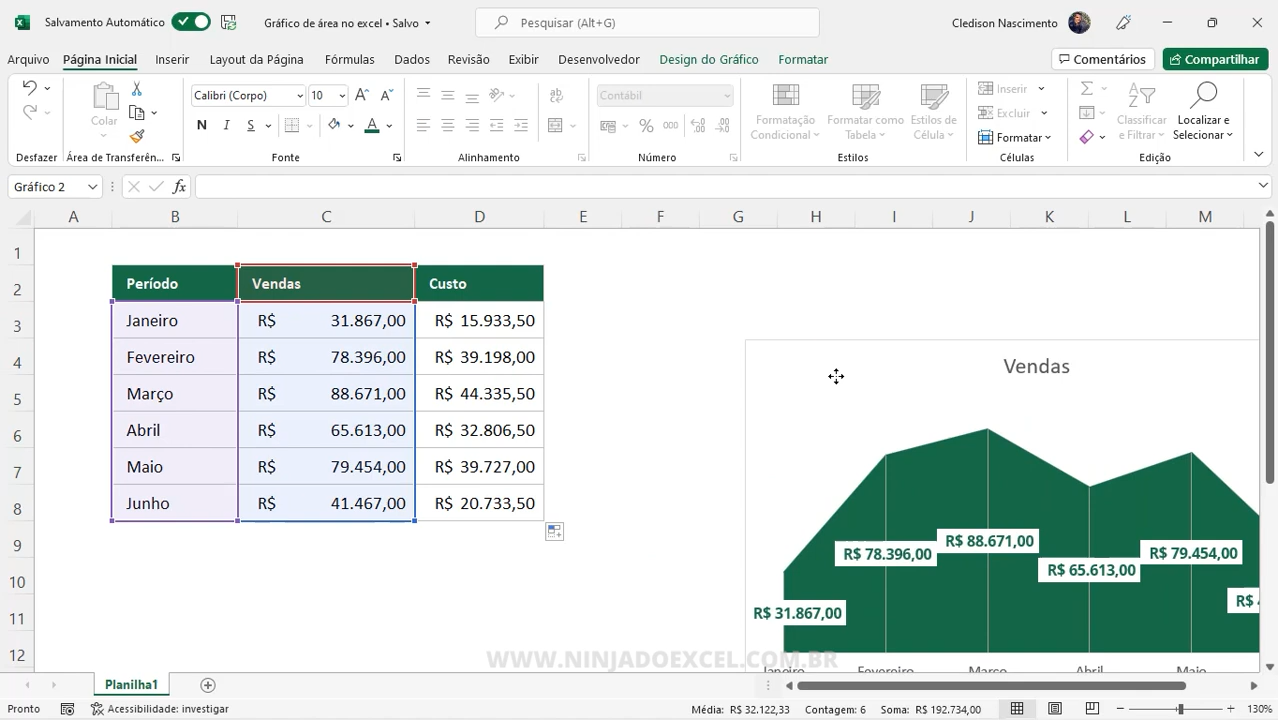 Salvamento Automático
Gráfico de área no excel • Salvo
Pesquisar (Alt+G)
Cledison Nascimento
Arquivo Página Inicial Inserir Layout da Página Fórmulas Dados Revisão Exibir Desenvolvedor Design do Gráfico Formatar
Comentários
Compartilhar
Colar
Calibri (Corpo) 10
N I S
Contábil
% 000
Formatação Condicional
Formatar como Tabela
Estilos de Célula
Inserir
Excluir
Formatar
Classificar e Filtrar
Localizar e Selecionar
Desfazer Área de Transferên... Fonte Alinhamento Número Estilos Células Edição
Gráfico 2
fx
A B C D E F G H I J K L M
1
2 Período Vendas Custo
3 Janeiro R$ 31.867,00 R$ 15.933,50
4 Fevereiro R$ 78.396,00 R$ 39.198,00
5 Março R$ 88.671,00 R$ 44.335,50
6 Abril R$ 65.613,00 R$ 32.806,50
7 Maio R$ 79.454,00 R$ 39.727,00
8 Junho R$ 41.467,00 R$ 20.733,50
9
10
11
12
Vendas
R$ 31.867,00
R$ 78.396,00
R$ 88.671,00
R$ 65.613,00
R$ 79.454,00
R$
Janeiro Fevereiro Março Abril Maio
WWW.NINJADOEXCEL.COM.BR
Planilha1
Pronto
Acessibilidade: investigar
Média: R$ 32.122,33 Contagem: 6 Soma: R$ 192.734,00
130%